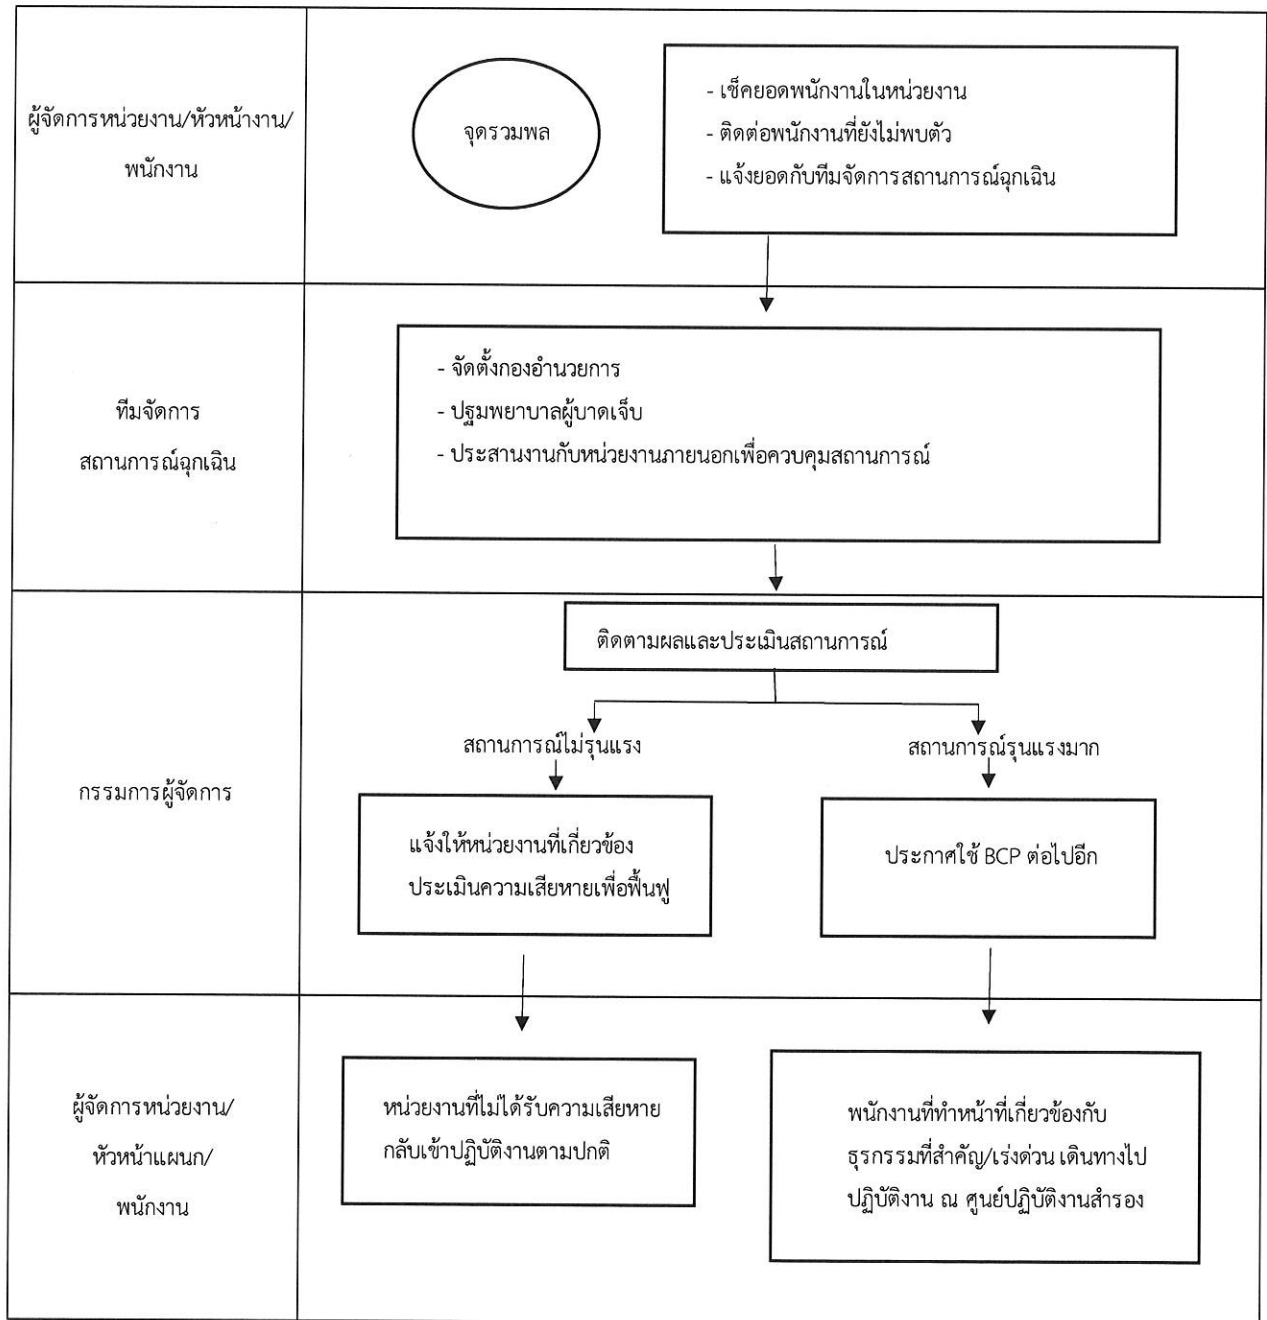 ผู้จัดการหน่วยงาน/หัวหน้างาน/
พนักงาน
จุดรวมพล
- เช็คยอดพนักงานในหน่วยงาน
- ติดต่อพนักงานที่ยังไม่พบตัว
- แจ้งยอดกับทีมจัดการสถานการณ์ฉุกเฉิน
ทีมจัดการ
สถานการณ์ฉุกเฉิน
- จัดตั้งกองอำนวยการ
- ปฐมพยาบาลผู้บาดเจ็บ
- ประสานงานกับหน่วยงานภายนอกเพื่อควบคุมสถานการณ์
กรรมการผู้จัดการ
ติดตามผลและประเมินสถานการณ์
สถานการณ์ไม่รุนแรง
สถานการณ์รุนแรงมาก
แจ้งให้หน่วยงานที่เกี่ยวข้อง
ประเมินความเสียหายเพื่อฟื้นฟู
ประกาศใช้ BCP ต่อไปอีก
ผู้จัดการหน่วยงาน/
หัวหน้าแผนก/
พนักงาน
หน่วยงานที่ไม่ได้รับความเสียหาย
กลับเข้าปฏิบัติงานตามปกติ
พนักงานที่ทำหน้าที่เกี่ยวข้องกับ
ธุรกรรมที่สำคัญ/เร่งด่วน เดินทางไป
ปฏิบัติงาน ณ ศูนย์ปฏิบัติงานสำรอง